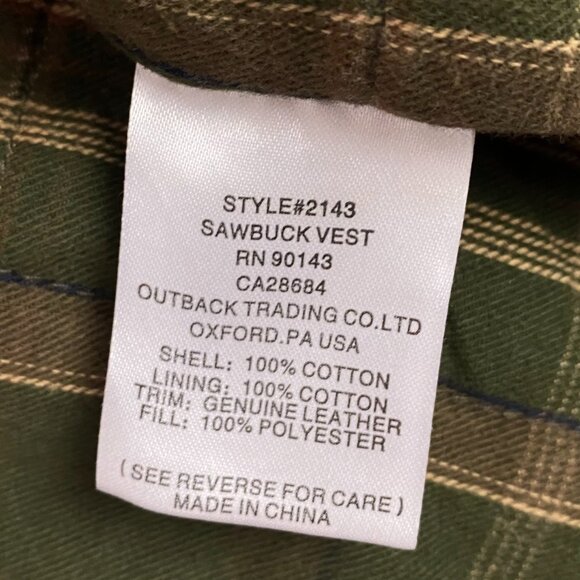 STYLE#2143
SAWBUCK VEST
RN 90143
CA28684
OUTBACK TRADING CO.LTD
OXFORD.PA USA
SHELL: 100% COTTON
LINING: 100% COTTON
TRIM: GENUINE LEATHER
FILL: 100% POLYESTER
(SEE REVERSE FOR CARE)
MADE IN CHINA